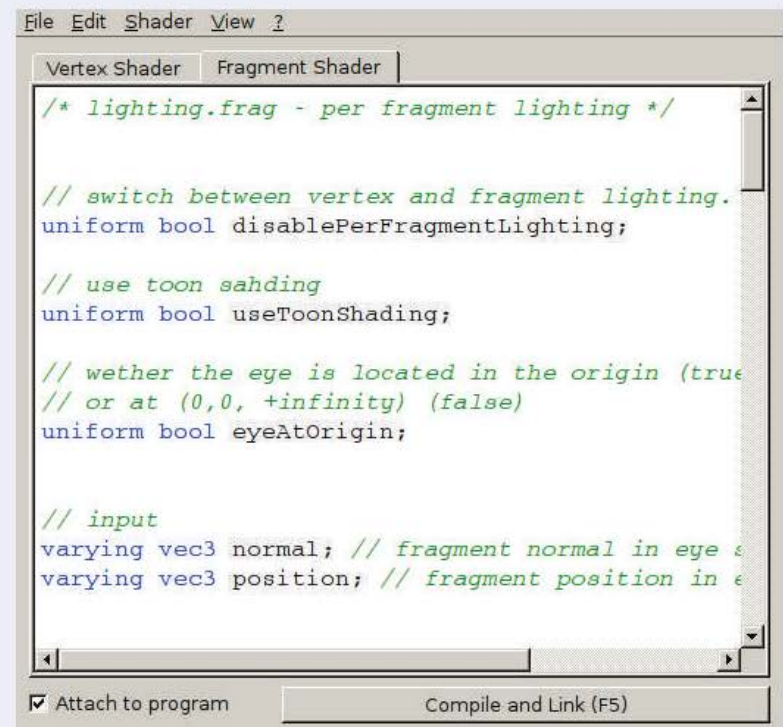 File Edit Shader View ?
Vertex Shader Fragment Shader
/* lighting.frag - per fragment lighting */
// switch between vertex and fragment lighting.
uniform bool disablePerFragmentLighting;
// use toon sahding
uniform bool useToonShading;
// wether the eye is located in the origin (true
// or at (0,0, +infinity) (false)
uniform bool eyeAtOrigin;
// input
varying vec3 normal; // fragment normal in eye
varying vec3 position; // fragment position in
Attach to program Compile and Link (F5)